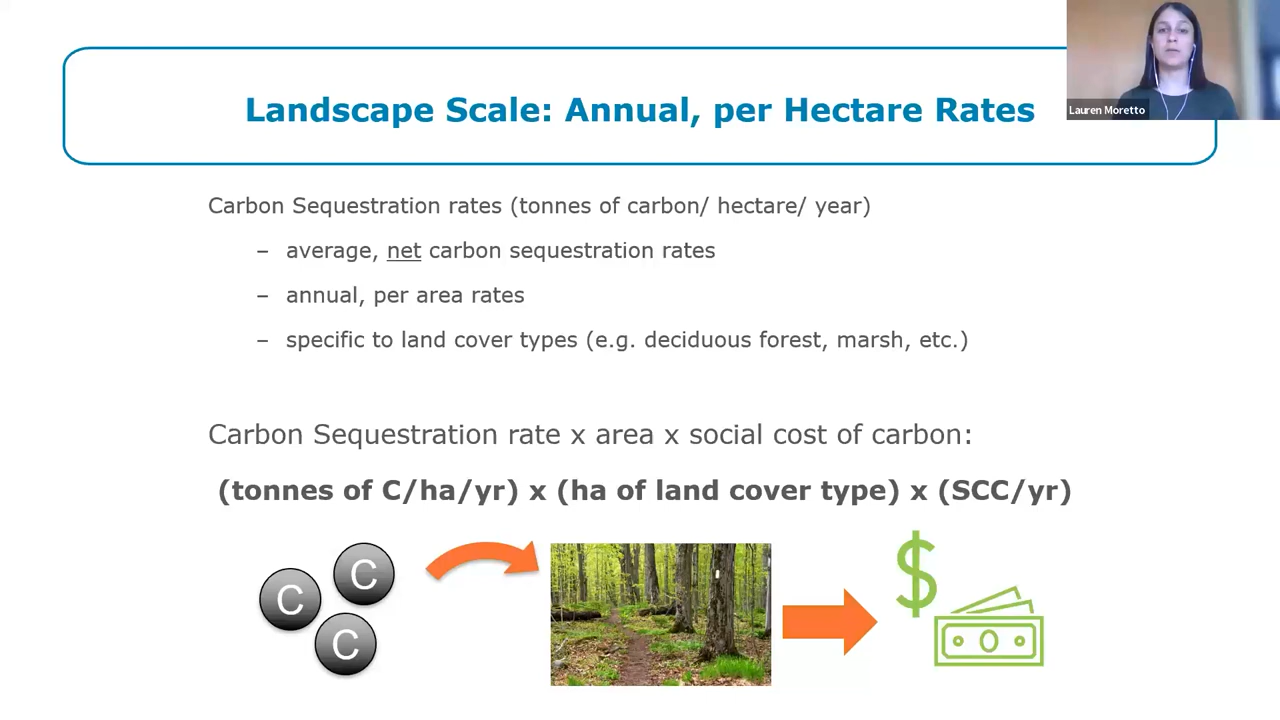 Landscape Scale: Annual, per Hectare Rates
Lauren Moretto
Carbon Sequestration rates (tonnes of carbon/ hectare/ year)
– average, net carbon sequestration rates
– annual, per area rates
– specific to land cover types (e.g. deciduous forest, marsh, etc.)
Carbon Sequestration rate x area x social cost of carbon:
(tonnes of C/ha/yr) x (ha of land cover type) x (SCC/yr)
C
C
C
$